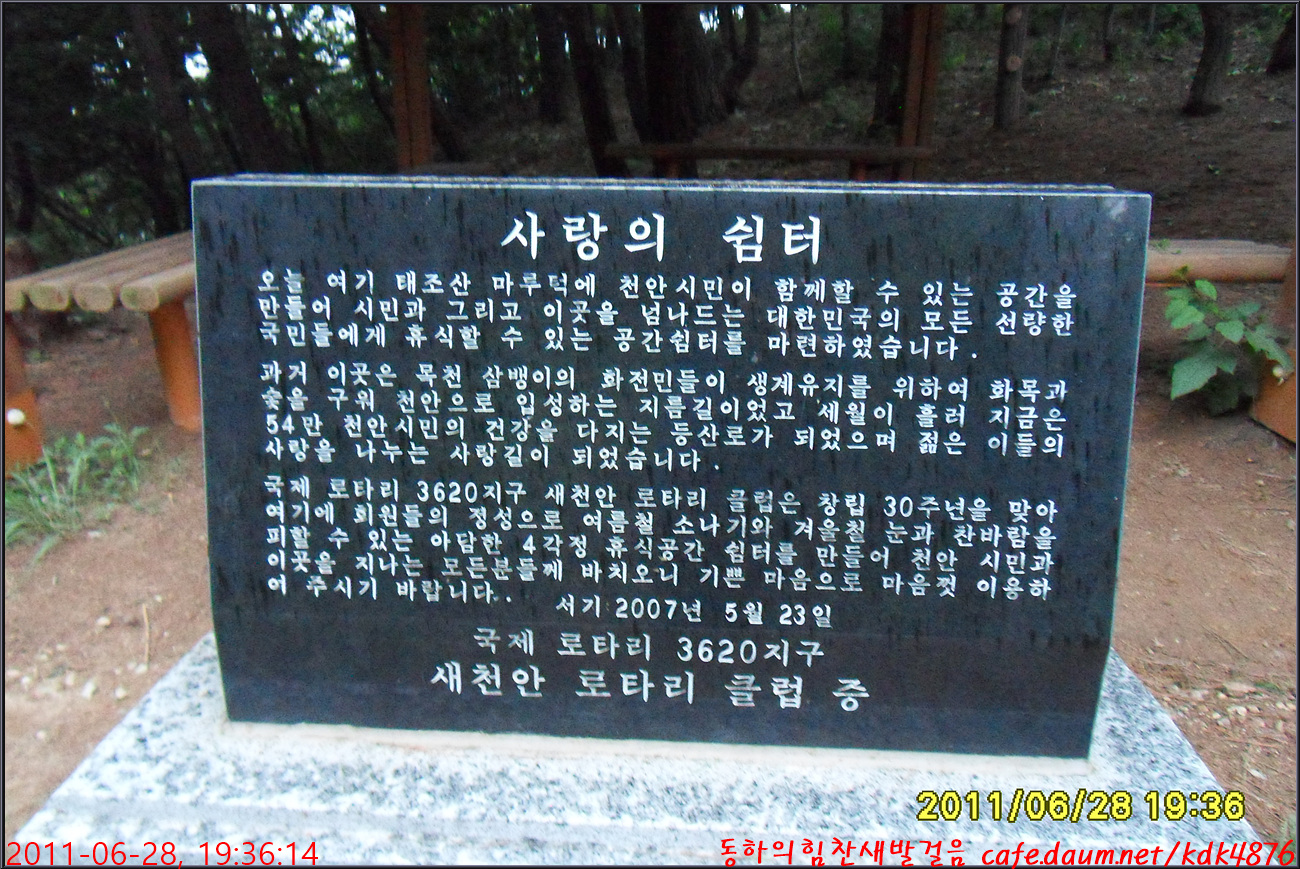 사랑의 쉼터
오늘 여기 태조산 마루턱에 천안시민이 함께할 수 있는 공간을
만들어 시민과 그리고 이곳을 넘나드는 대한민국의 모든 선량한
국민들에게 휴식할 수 있는 공간쉼터를 마련하였습니다.
과거 이곳은 목천 삼뱅이의 화전민들이 생계유지를 위하여 화목과
숯을 구워 천안으로 입성하는 지름길이었고 세월이 흘러 지금은
54만 천안시민의 건강을 다지는 등산로가 되었으며 젊은 이들의
사랑을 나누는 사랑길이 되었습니다.
국제 로타리 3620지구 새천안 로타리 클럽은 창립 30주년을 맞아
여기에 회원들의 정성으로 여름철 소나기와 겨울철 눈과 찬바람을
피할 수 있는 아담한 4각정 휴식공간 쉼터를 만들어 천안 시민과
이곳을 지나는 모든분들께 바치오니 기쁜 마음으로 마음껏 이용하
여 주시기 바랍니다..
서기 2007년 5월 23일
국제 로타리 3620지구
새천안 로타리 클럽 증
2011/06/28 19:36
2011-06-28, 19:36:14
동하의힘찬새발걸음 cafe.daum.net/kdk4876